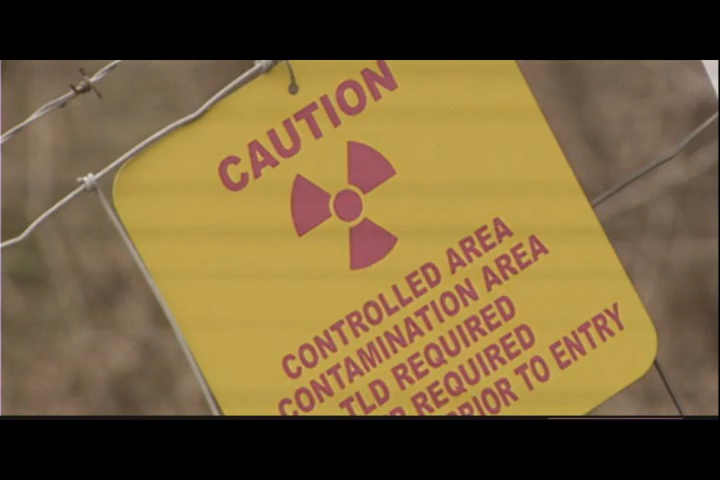 CAUTION
CONTROLLED AREA
CONTAMINATION AREA
TLD REQUIRED
REQUIRED
PRIOR TO ENTRY